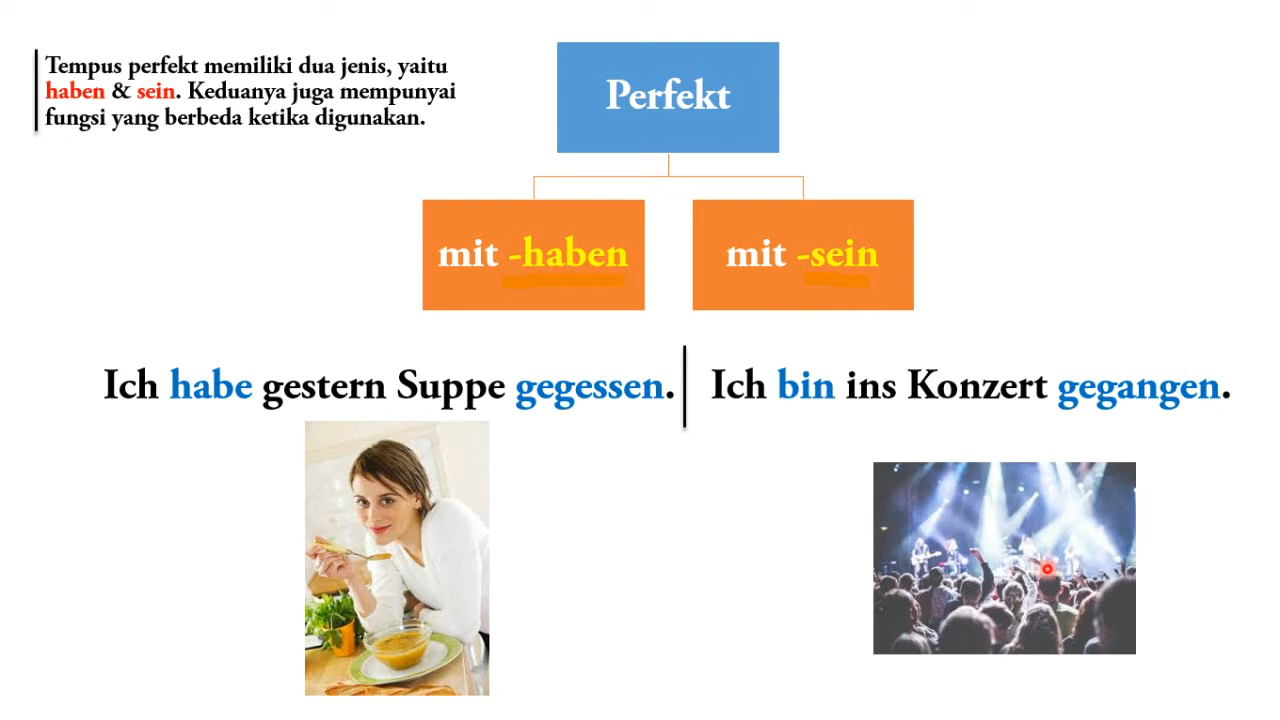 Tempus perfekt memiliki dua jenis, yaitu
haben & sein. Keduanya juga mempunyai
fungsi yang berbeda ketika digunakan.
Perfekt
mit -haben
mit -sein
Ich habe gestern Suppe gegessen.
Ich bin ins Konzert gegangen.